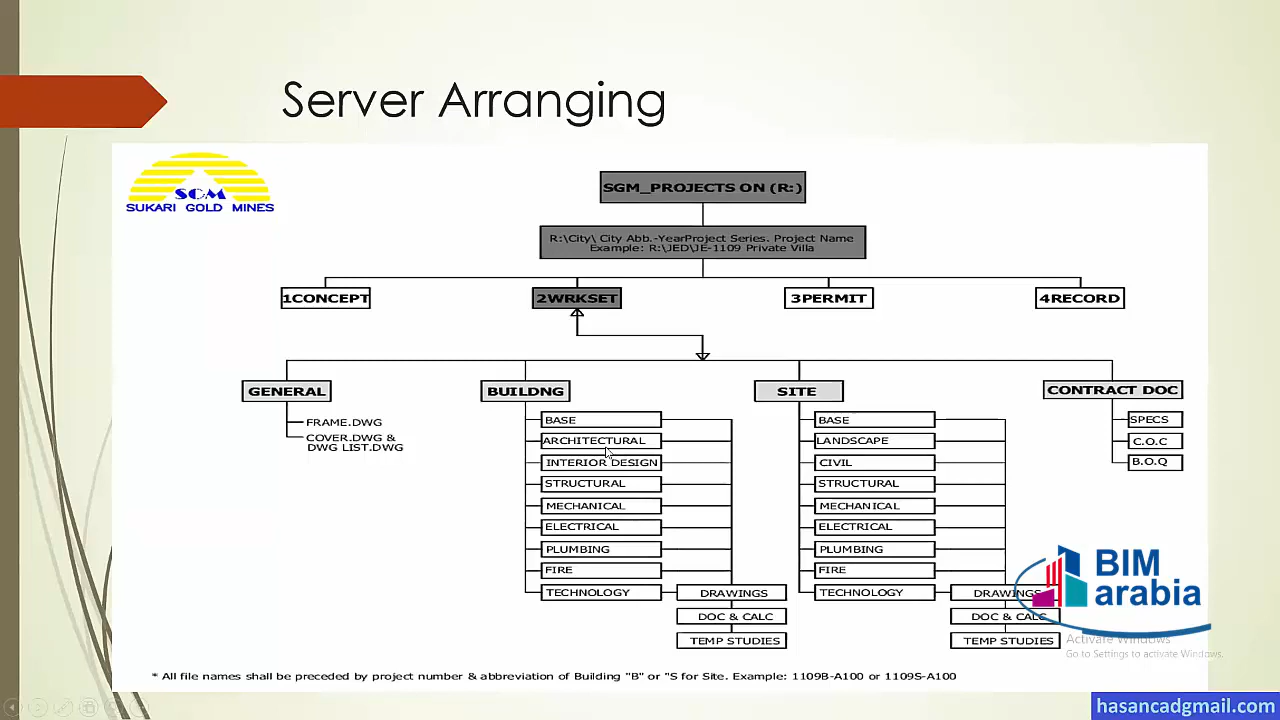 Server Arranging
SGM
SUKARI GOLD MINES
SGM_PROJECTS ON (R:)
R:\City\ City Abb.-YearProject Series. Project Name
Example: R:\JED\JE-1109 Private Villa
1CONCEPT
2WRKSET
3PERMIT
4RECORD
GENERAL
FRAME.DWG
COVER.DWG &
DWG LIST.DWG
BUILDNG
BASE
ARCHITECTURAL
INTERIOR DESIGN
STRUCTURAL
MECHANICAL
ELECTRICAL
PLUMBING
FIRE
TECHNOLOGY
DRAWINGS
DOC & CALC
TEMP STUDIES
SITE
BASE
LANDSCAPE
CIVIL
STRUCTURAL
MECHANICAL
ELECTRICAL
PLUMBING
FIRE
TECHNOLOGY
DRAWINGS
DOC & CALC
TEMP STUDIES
CONTRACT DOC
SPECS
C.O.C
B.O.Q
BIM
arabia
Activate Windows
Go to Settings to activate Windows.
* All file names shall be preceded by project number & abbreviation of Building "B" or "S for Site. Example: 1109B-A100 or 1109S-A100
hasancadgmail.com